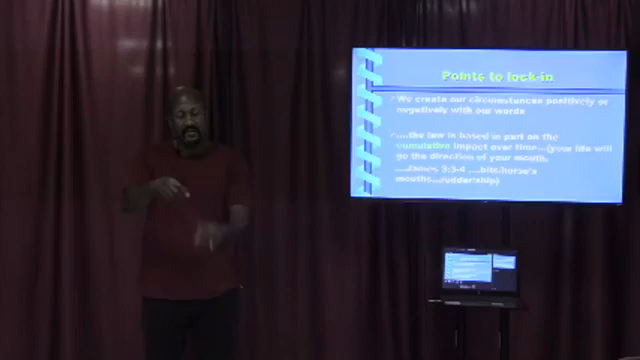 Points to lock-in
We create our circumstances positively or
negatively with our words
....the law is based in part on the
cumulative impact over time...(your life will
go the direction of your mouth.
....James 3:3-4 ....bits/horse's
mouths...rudder/ship)